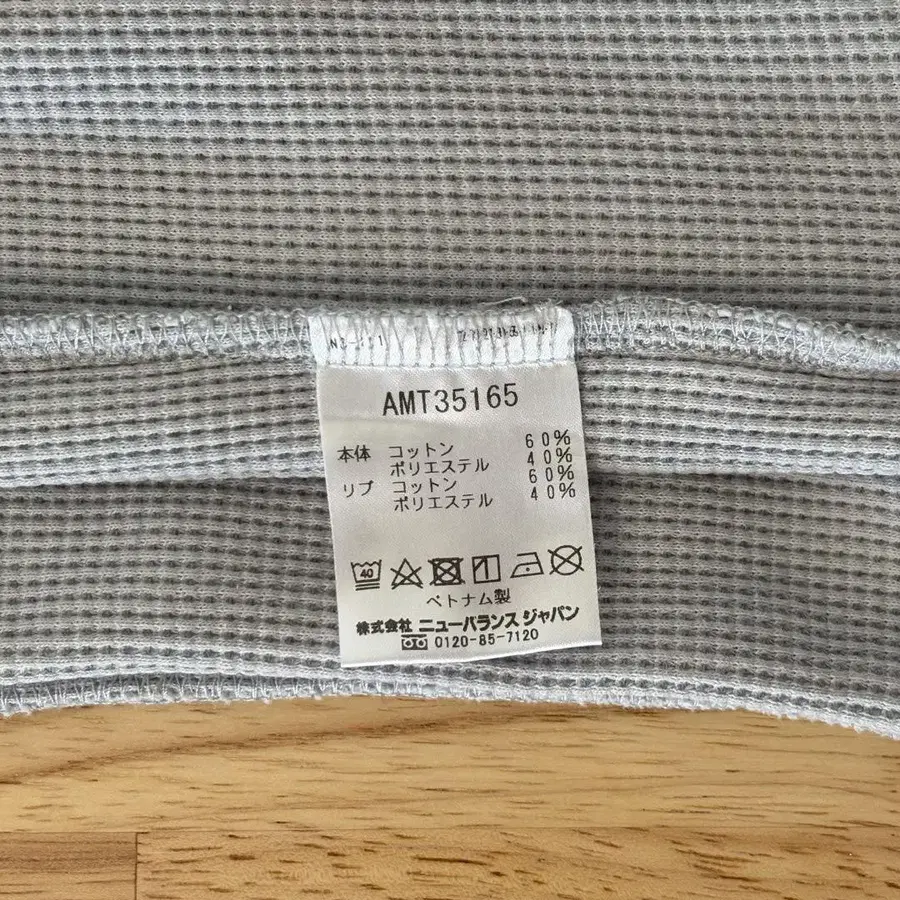 AMT35165
本体 コットン 60%
ポリエステル 40%
リブ コットン 60%
ポリエステル 40%
40
ベトナム製
株式会社 ニューバランス ジャパン
0120-85-7120